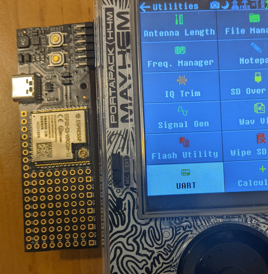 Utilities
Antenna Length
File Man
Freq. Manager
Notepa
IQ Trim
SD Over
Signal Gen
Wav Vi
Flash Utility
Wipe SD
UART
Calcul
PORTAPACK H4M
MAYHEM